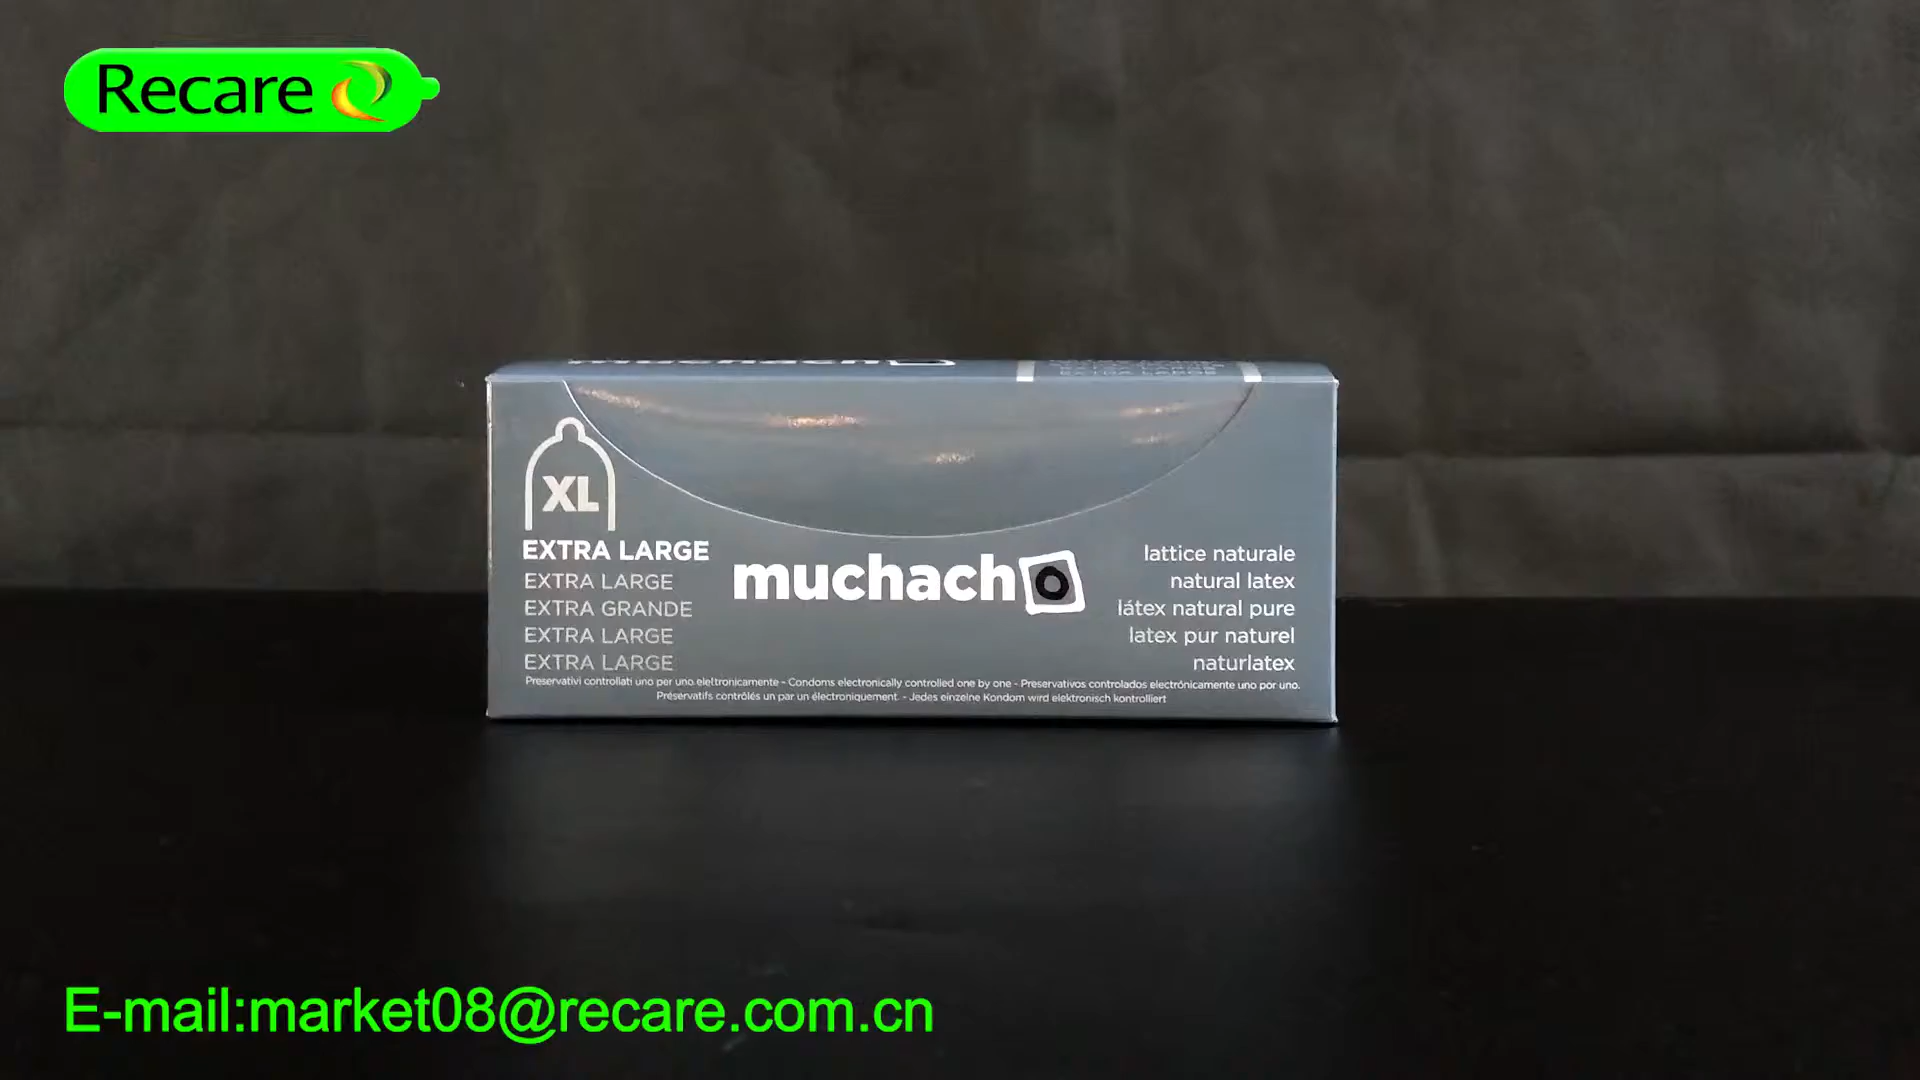 Recare
XL
EXTRA LARGE
EXTRA LARGE
EXTRA GRANDE
EXTRA LARGE
EXTRA LARGE
muchacho
lattice naturale
natural latex
látex natural pure
latex pur naturel
naturlatex
Preservativi controllati uno per uno elettronicamente - Condoms electronically controlled one by one - Preservativos controlados electrónicamente uno por uno.
Préservatifs contrôlés un par un électroniquement. - Jedes einzelne Kondom wird elektronisch kontrolliert
E-mail:market08@recare.com.cn